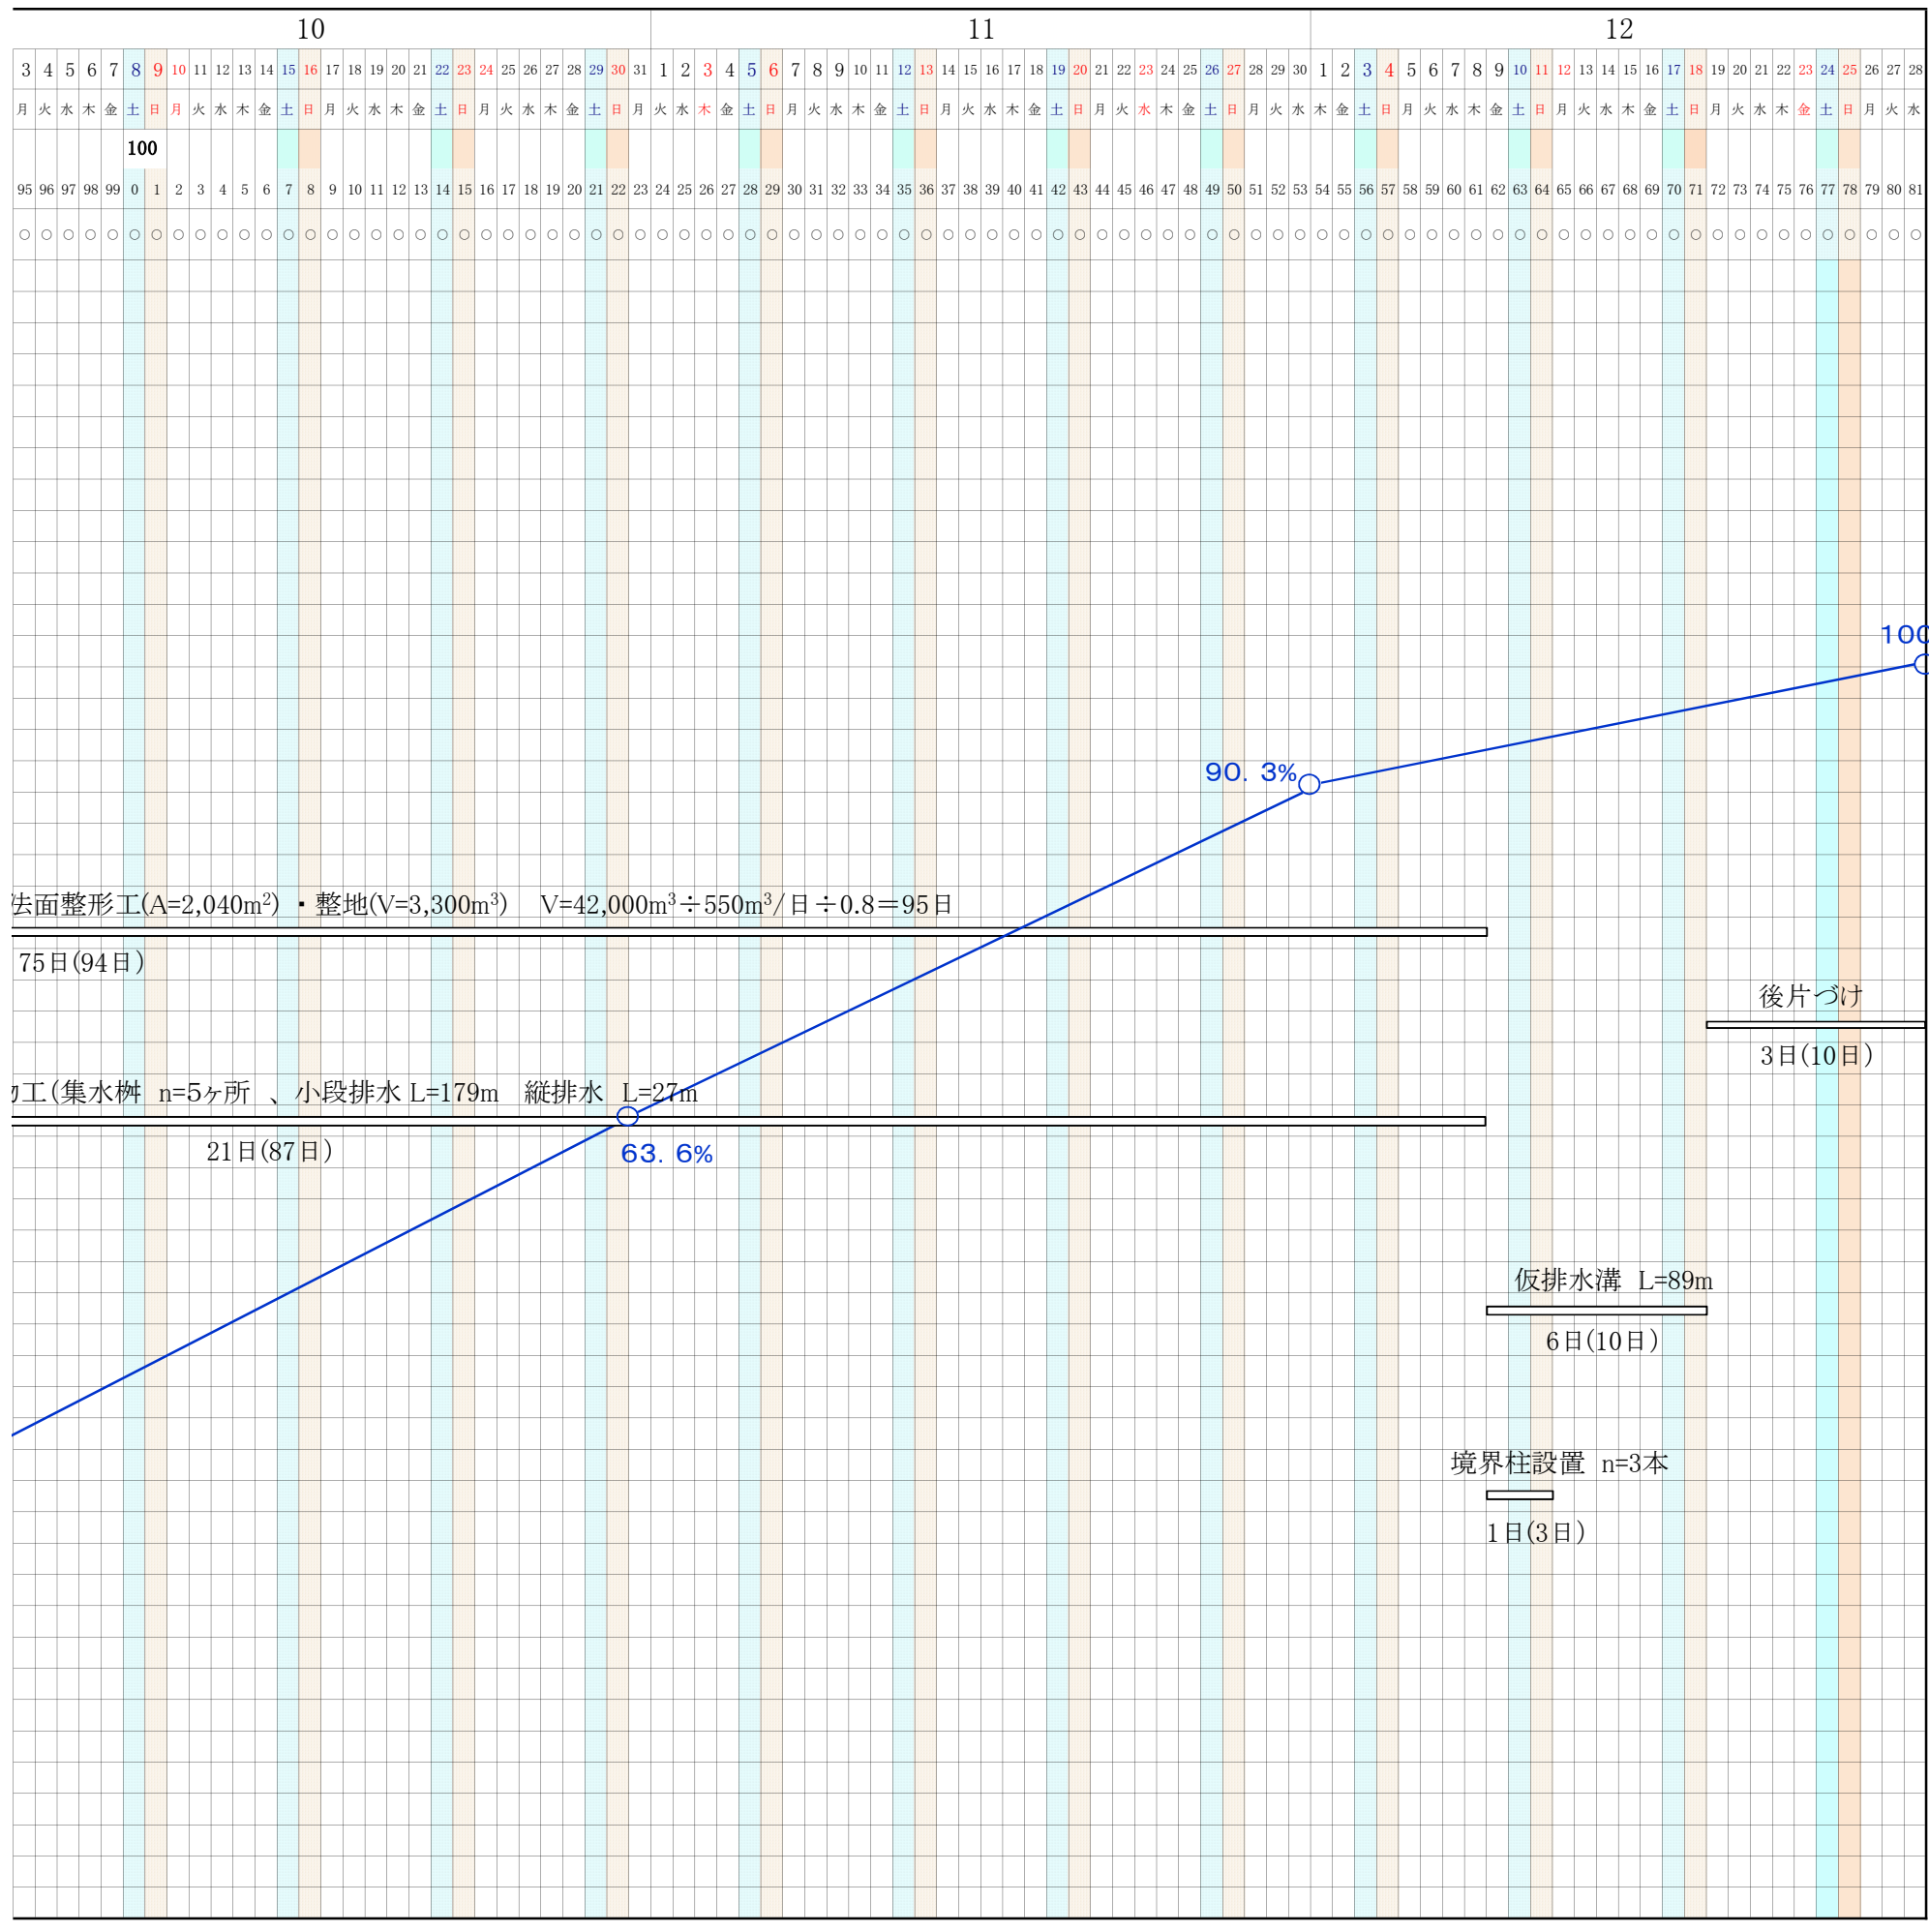 10 11 12
3 4 5 6 7 8 9 10 11 12 13 14 15 16 17 18 19 20 21 22 23 24 25 26 27 28 29 30 31 1 2 3 4 5 6 7 8 9 10 11 12 13 14 15 16 17 18 19 20 21 22 23 24 25 26 27 28 29 30 1 2 3 4 5 6 7 8 9 10 11 12 13 14 15 16 17 18 19 20 21 22 23 24 25 26 27 28
月 火 水 木 金 土 日 月 火 水 木 金 土 日 月 火 水 木 金 土 日 月 火 水 木 金 土 日 月 火 水 木 金 土 日 月 火 水 木 金 土 日 月 火 水 木 金 土 日 月 火 水 木 金 土 日 月 火 水 木 金 土 日 月 火 水 木 金 土 日 月 火 水 木 金 土 日 月 火 水 木 金 土 日 月 火 水
100
95 96 97 98 99 0 1 2 3 4 5 6 7 8 9 10 11 12 13 14 15 16 17 18 19 20 21 22 23 24 25 26 27 28 29 30 31 32 33 34 35 36 37 38 39 40 41 42 43 44 45 46 47 48 49 50 51 52 53 54 55 56 57 58 59 60 61 62 63 64 65 66 67 68 69 70 71 72 73 74 75 76 77 78 79 80 81
○ ○ ○ ○ ○ ○ ○ ○ ○ ○ ○ ○ ○ ○ ○ ○ ○ ○ ○ ○ ○ ○ ○ ○ ○ ○ ○ ○ ○ ○ ○ ○ ○ ○ ○ ○ ○ ○ ○ ○ ○ ○ ○ ○ ○ ○ ○ ○ ○ ○ ○ ○ ○ ○ ○ ○ ○ ○ ○ ○ ○ ○ ○ ○ ○ ○ ○ ○ ○ ○ ○ ○ ○ ○ ○ ○ ○ ○ ○ ○ ○ ○ ○ ○ ○ ○ ○
100
90．3%
法面整形工(A=2,040m²)・整地(V=3,300m³)　V=42,000m³÷550m³/日÷0.8＝95日
75日(94日)
後片づけ
3日(10日)
工(集水桝 n=5ヶ所 、小段排水 L=179m 縦排水 L=27m
21日(87日)
63．6%
仮排水溝 L=89m
6日(10日)
境界柱設置 n=3本
1日(3日)